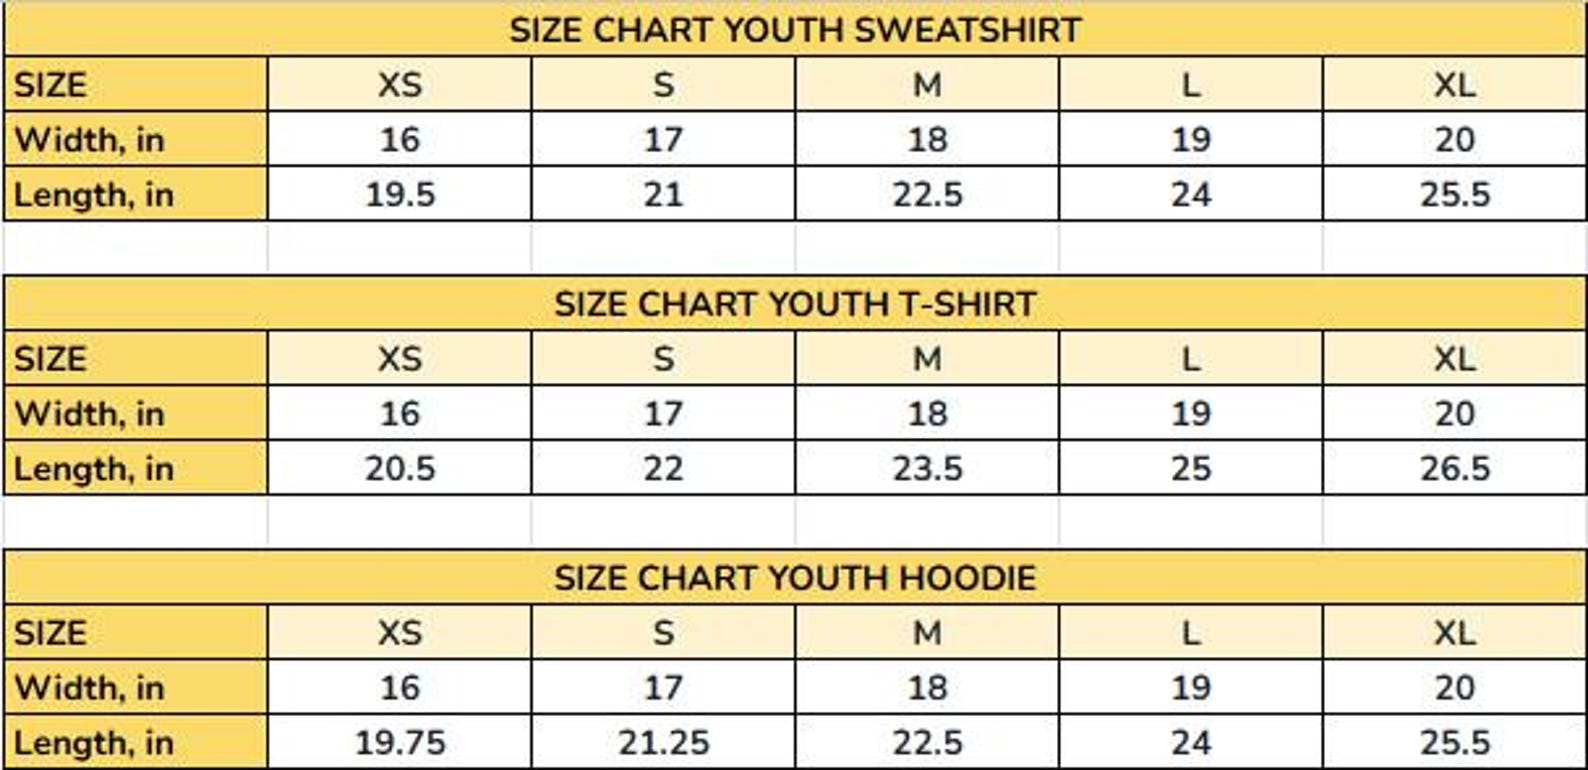 SIZE CHART YOUTH SWEATSHIRT
SIZE XS S M L XL
Width, in 16 17 18 19 20
Length, in 19.5 21 22.5 24 25.5
SIZE CHART YOUTH T-SHIRT
SIZE XS S M L XL
Width, in 16 17 18 19 20
Length, in 20.5 22 23.5 25 26.5
SIZE CHART YOUTH HOODIE
SIZE XS S M L XL
Width, in 16 17 18 19 20
Length, in 19.75 21.25 22.5 24 25.5